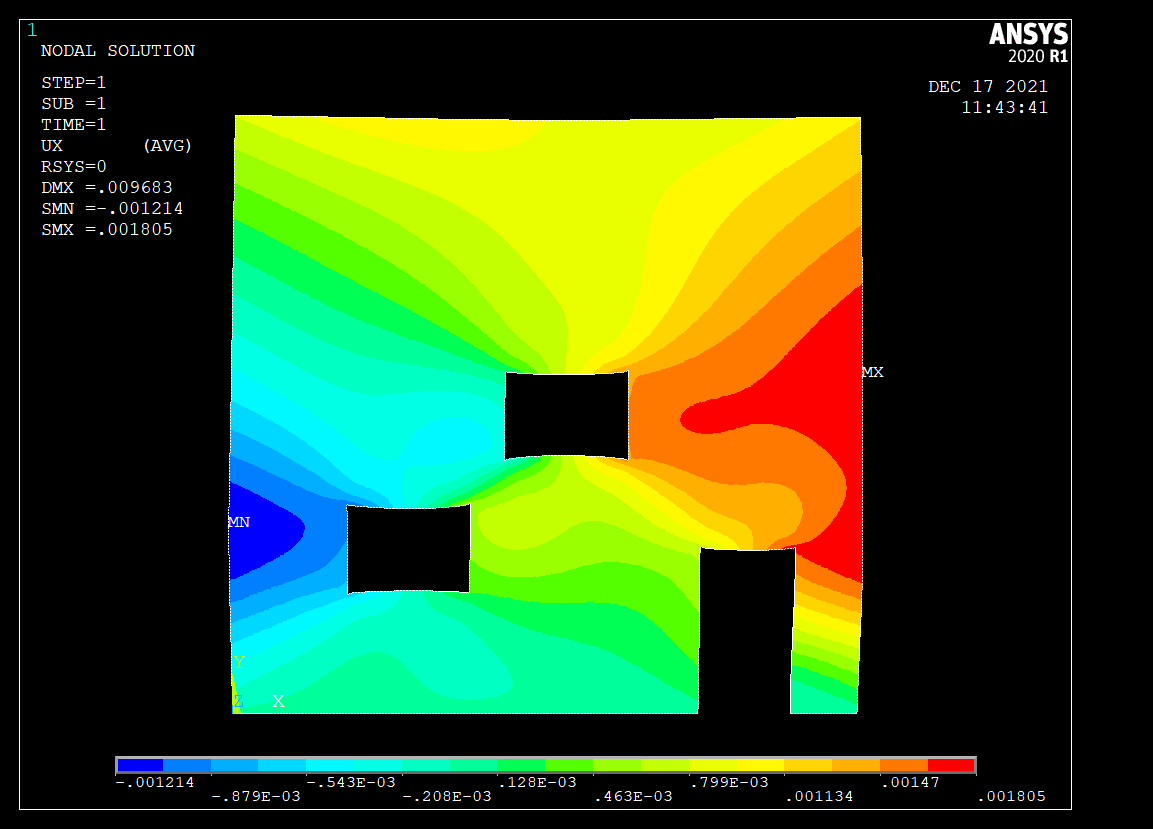 1
ANSYS
2020 R1
NODAL SOLUTION
STEP=1
SUB =1
TIME=1
UX (AVG)
RSYS=0
DMX =.009683
SMN =-.001214
SMX =.001805
DEC 17 2021
11:43:41
MX
MN
Y
Z X
-.001214 -.543E-03 .128E-03 .799E-03 .00147
-.879E-03 -.208E-03 .463E-03 .001134 .001805